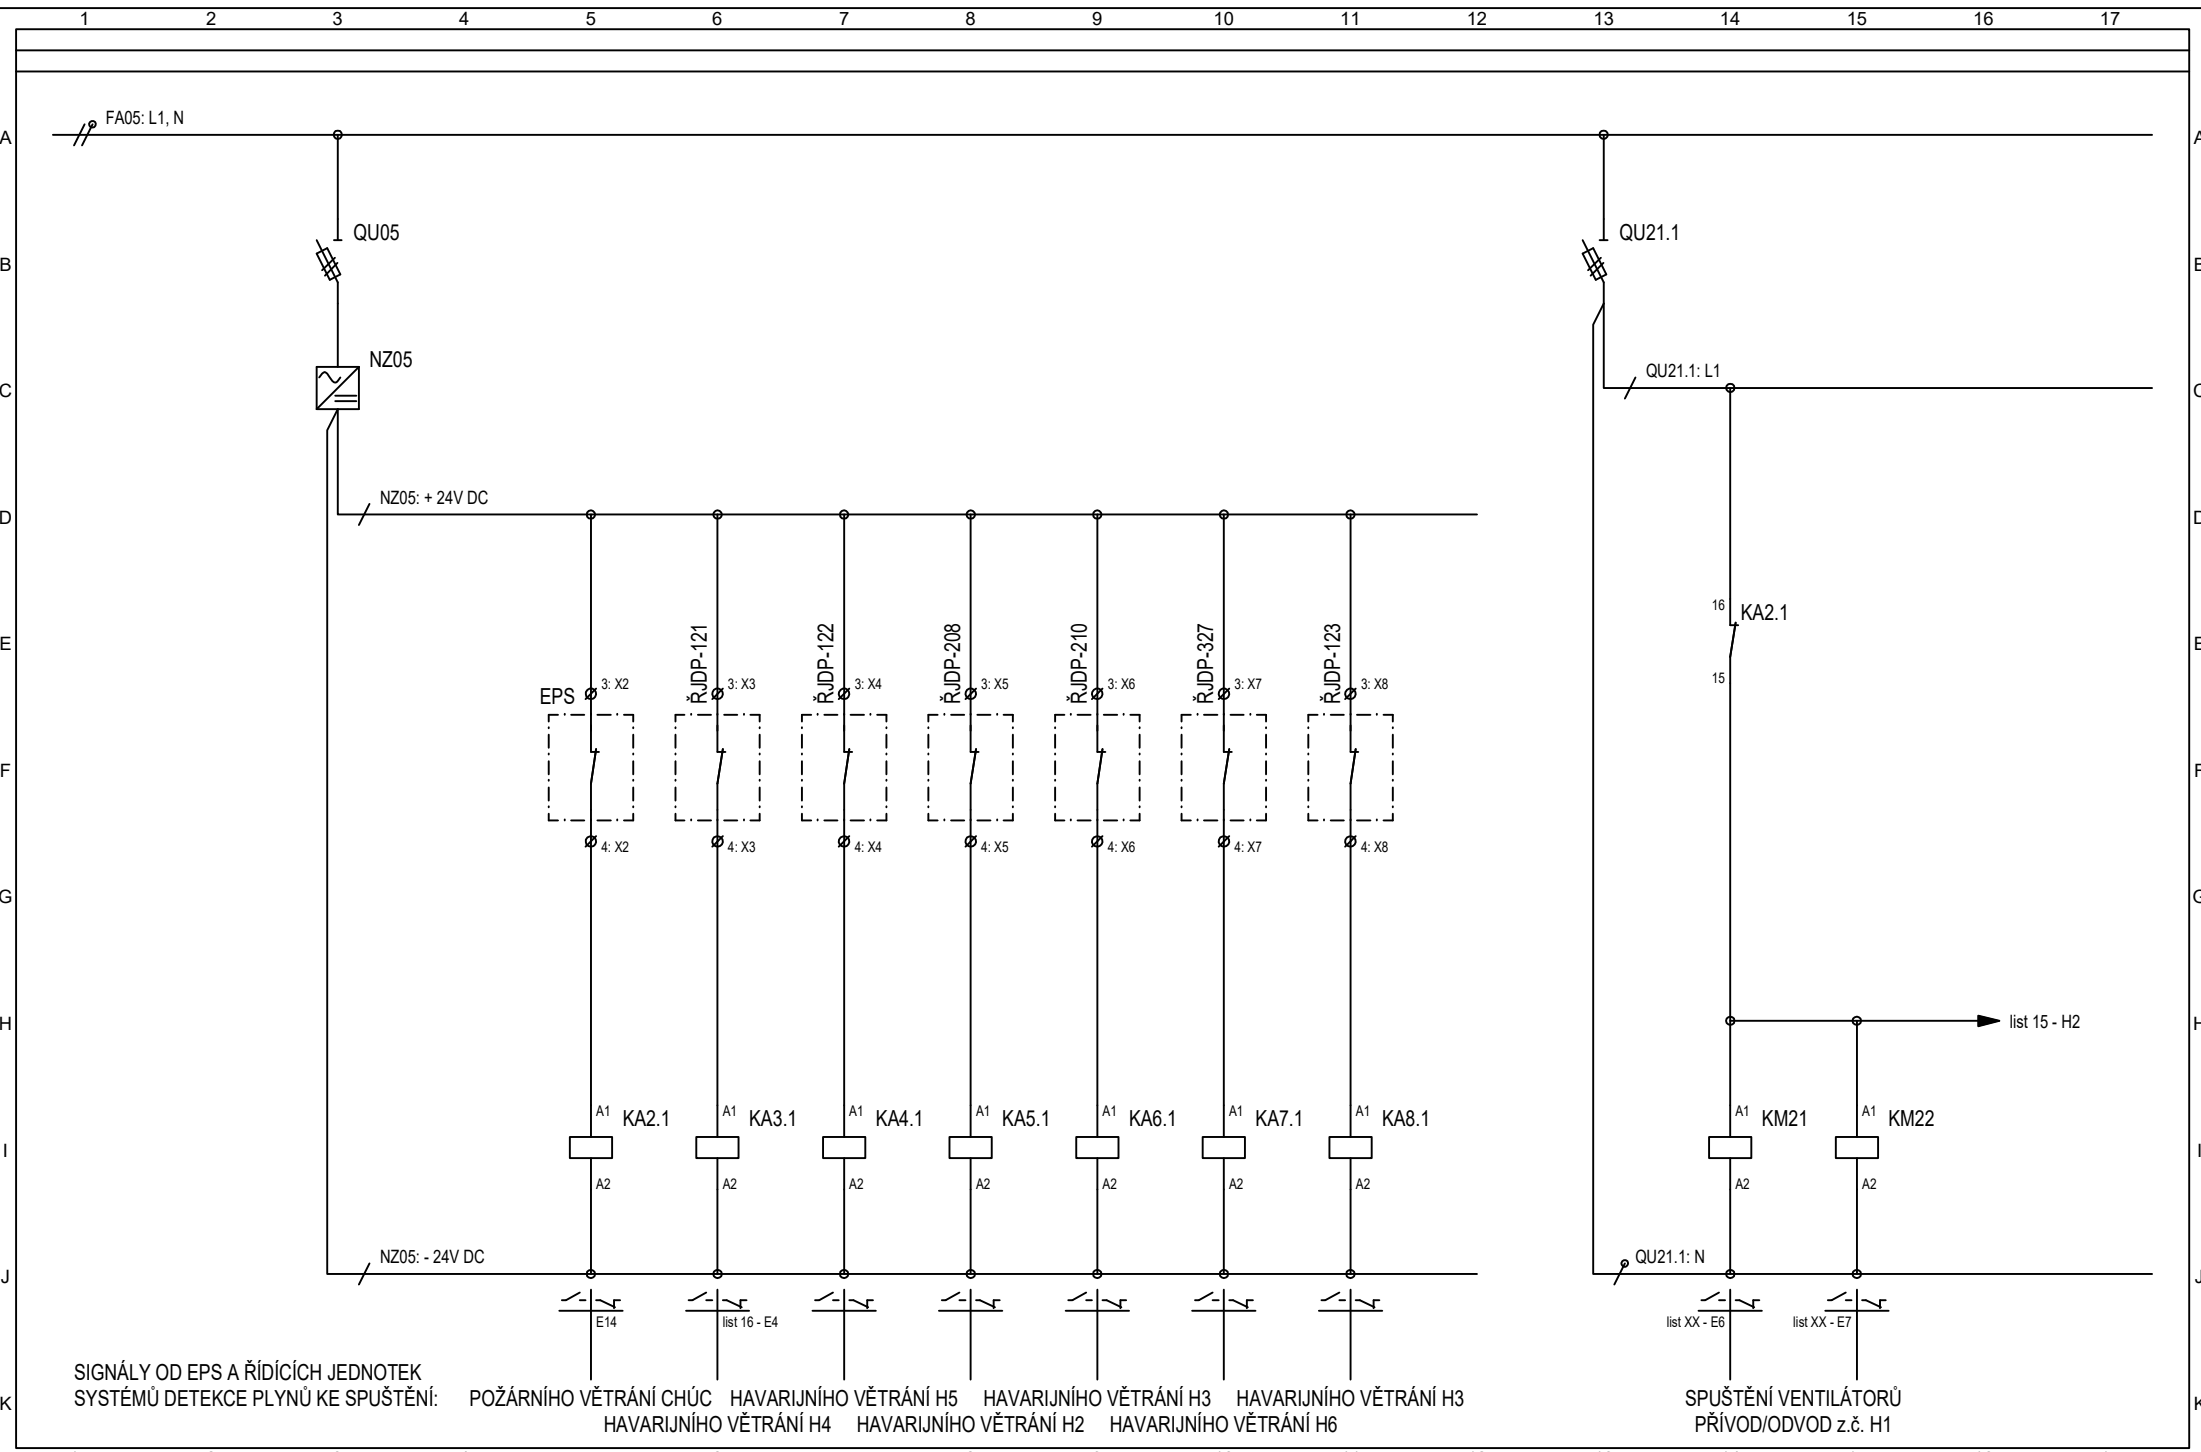 1 2 3 4 5 6 7 8 9 10 11 12 13 14 15 16 17
A FA05: L1, N A
QU05 QU21.1
B B
NZ05
C QU21.1: L1 C
NZ05: + 24V DC
D D
16 KA2.1
E ŘJDP-121 ŘJDP-122 ŘJDP-208 ŘJDP-210 ŘJDP-327 ŘJDP-123 E
15
EPS 3: X2 3: X3 3: X4 3: X5 3: X6 3: X7 3: X8
F F
4: X2 4: X3 4: X4 4: X5 4: X6 4: X7 4: X8
G G
H list 15 - H2 H
A1 KA2.1 A1 KA3.1 A1 KA4.1 A1 KA5.1 A1 KA6.1 A1 KA7.1 A1 KA8.1 A1 KM21 A1 KM22
I I
A2 A2 A2 A2 A2 A2 A2 A2 A2
NZ05: - 24V DC QU21.1: N
J J
E14 list 16 - E4 list XX - E6 list XX - E7
SIGNÁLY OD EPS A ŘÍDÍCÍCH JEDNOTEK
SYSTÉMŮ DETEKCE PLYNŮ KE SPUŠTĚNÍ: POŽÁRNÍHO VĚTRÁNÍ CHÚC HAVARIJNÍHO VĚTRÁNÍ H5 HAVARIJNÍHO VĚTRÁNÍ H3 HAVARIJNÍHO VĚTRÁNÍ H3 SPUŠTĚNÍ VENTILÁTORŮ
K K
HAVARIJNÍHO VĚTRÁNÍ H4 HAVARIJNÍHO VĚTRÁNÍ H2 HAVARIJNÍHO VĚTRÁNÍ H6 PŘÍVOD/ODVOD z.č. H1